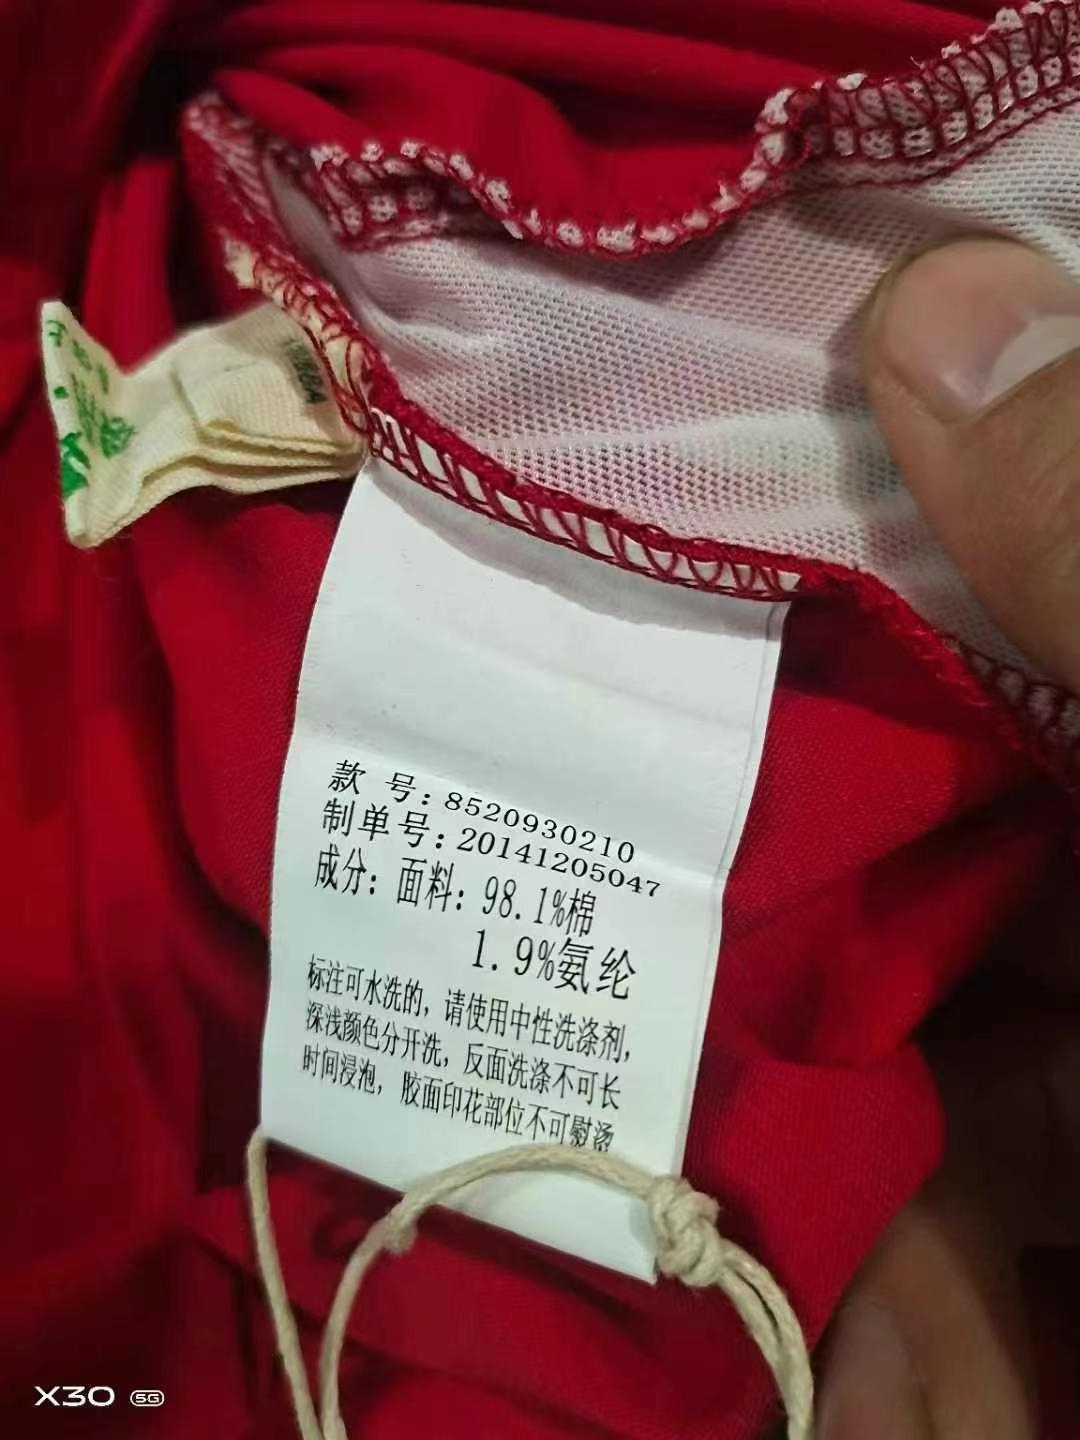 款 号: 8520930210
制单号: 20141205047
成分: 面料: 98.1%棉
1.9%氨纶
标注可水洗的, 请使用中性洗涤剂,
深浅颜色分开洗, 反面洗涤不可长
时间浸泡, 胶面印花部位不可熨烫
X30 5G